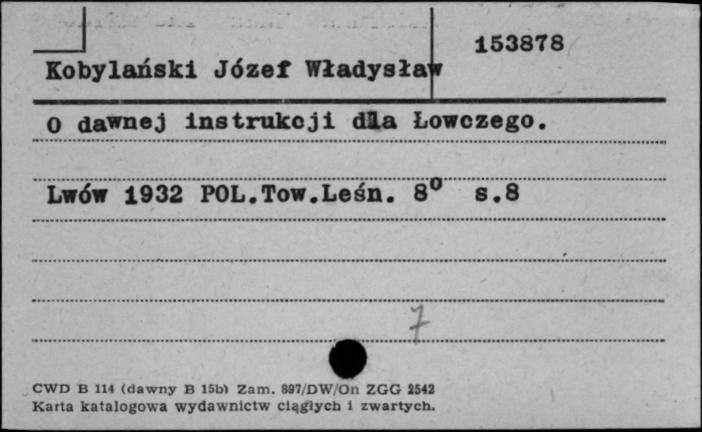 153878
Kobylański Józef Władysław
O dawnej instrukcji dla Łowczego.
Lwów 1932 POL.Tow.Leśn. 8° s.8
7
CWD B 114 (dawny B 15b) Zam. 897/DW/On ZGG 2542
Karta katalogowa wydawnictw ciągłych i zwartych.